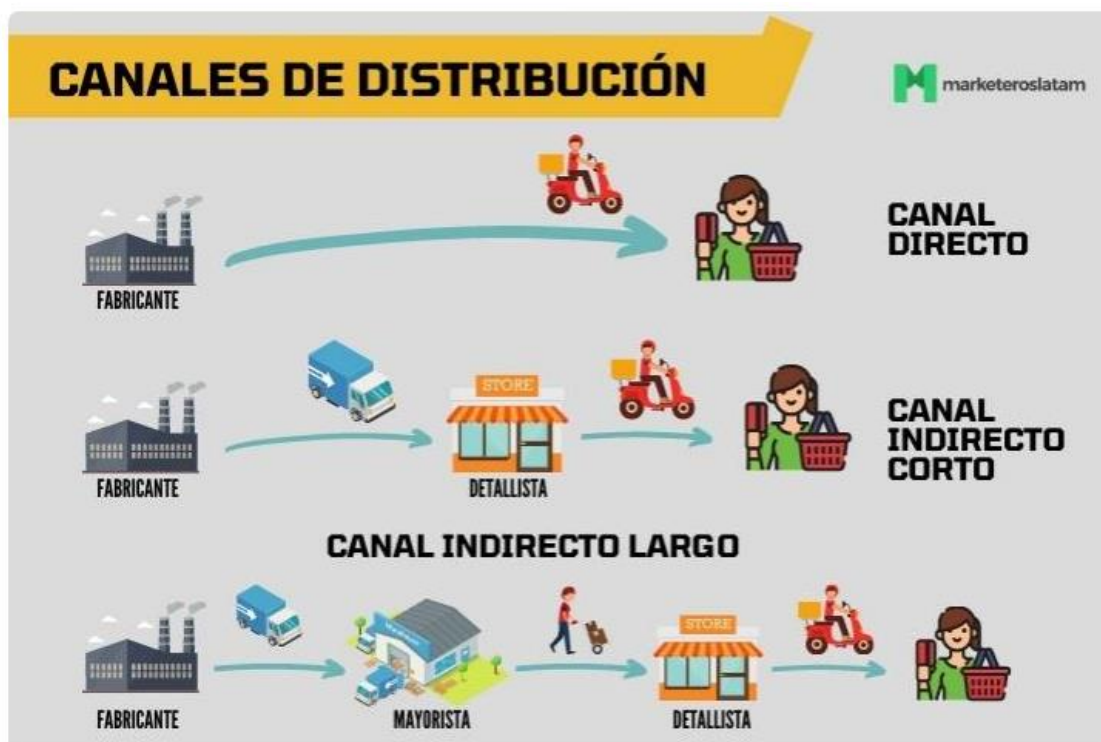 CANALES DE DISTRIBUCIÓN
marketeroslatam
CANAL
DIRECTO
FABRICANTE
STORE
CANAL
INDIRECTO
CORTO
FABRICANTE
DETALLISTA
CANAL INDIRECTO LARGO
STORE
FABRICANTE
MAYORISTA
DETALLISTA